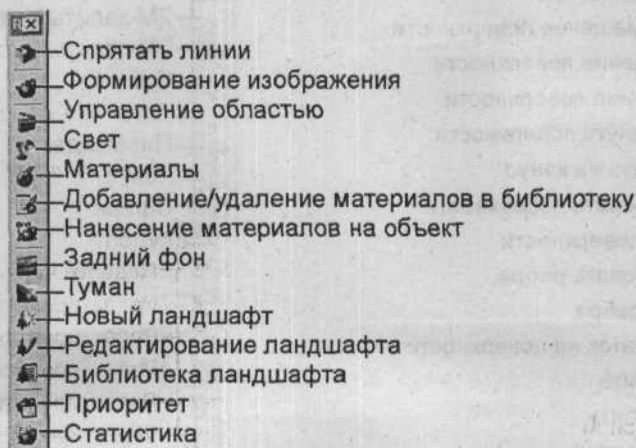 Спрятать линии
Формирование изображения
Управление областью
Свет
Материалы
Добавление/удаление материалов в библиотеку
Нанесение материалов на объект
Задний фон
Туман
Новый ландшафт
Редактирование ландшафта
Библиотека ландшафта
Приоритет
Статистика